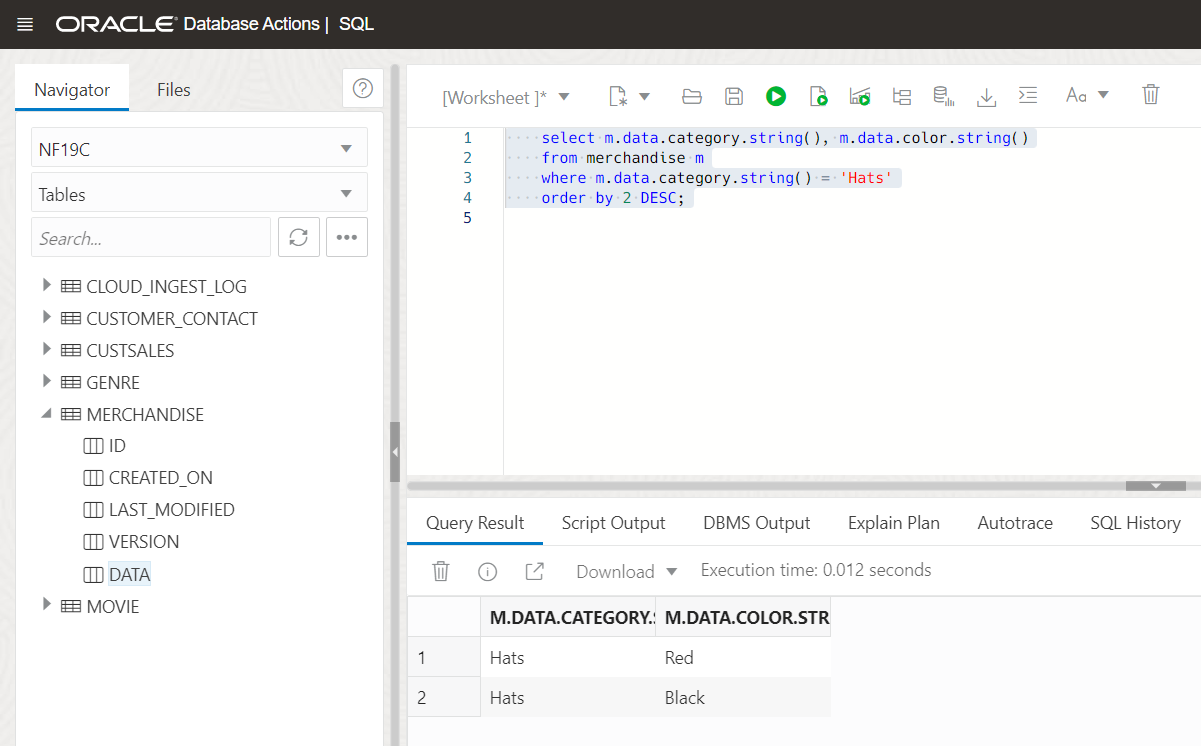 ORACLE Database Actions | SQL
Navigator
Files
[Worksheet ]*
Aa
NF19C
Tables
Search...
CLOUD_INGEST_LOG
CUSTOMER_CONTACT
CUSTSALES
GENRE
MERCHANDISE
ID
CREATED_ON
LAST_MODIFIED
VERSION
DATA
MOVIE
1 select m.data.category.string(), m.data.color.string()
2 from merchandise m
3 where m.data.category.string() = 'Hats'
4 order by 2 DESC;
5
Query Result
Script Output
DBMS Output
Explain Plan
Autotrace
SQL History
Download
Execution time: 0.012 seconds
M.DATA.CATEGORY.S M.DATA.COLOR.STR
1 Hats Red
2 Hats Black